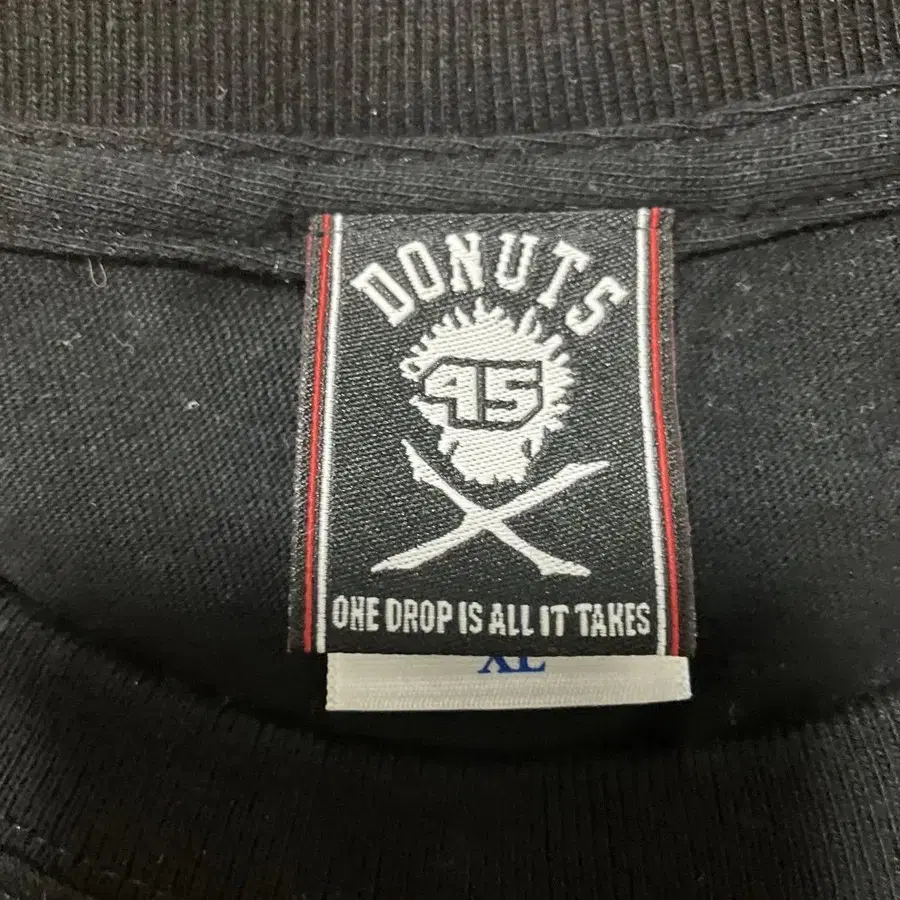 DONUTS
45
ONE DROP IS ALL IT TAKES
XL